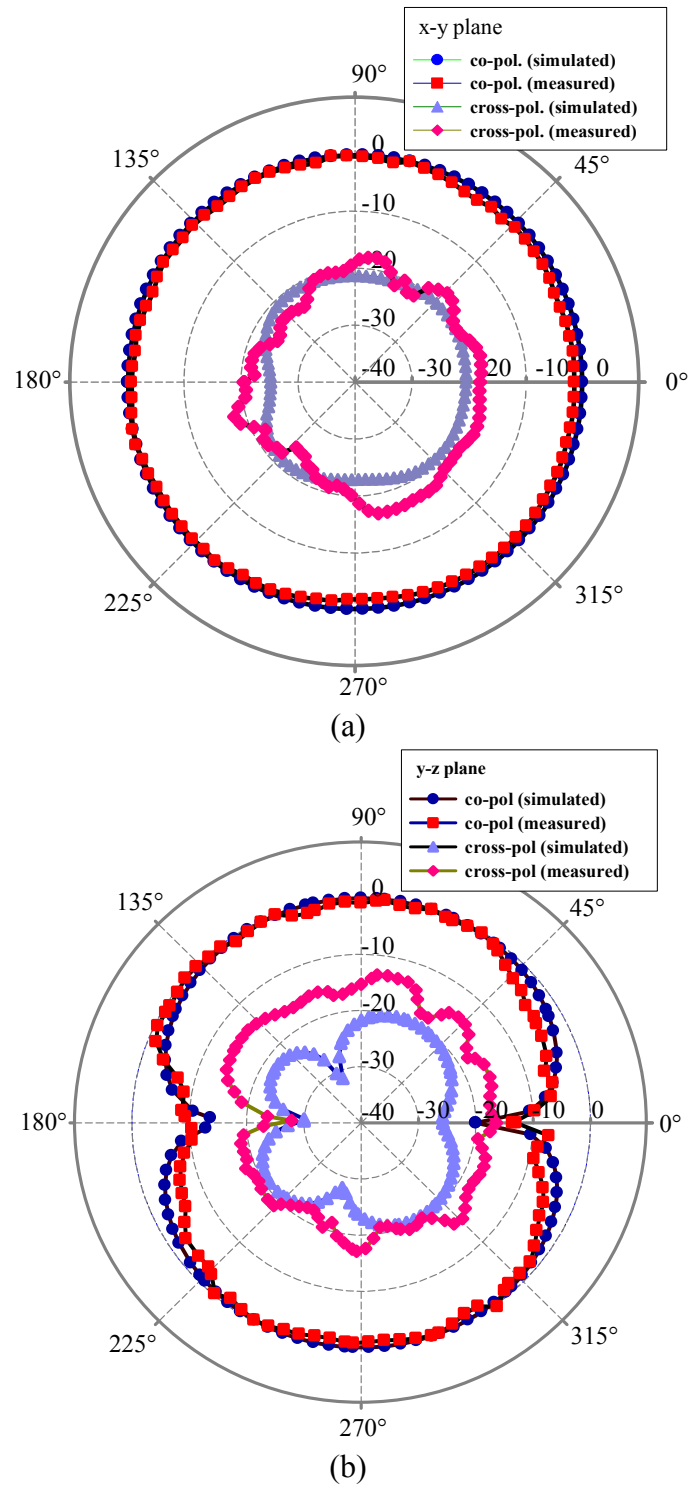 x-y plane
co-pol. (simulated)
co-pol. (measured)
cross-pol. (simulated)
cross-pol. (measured)
90°
135°
45°
0
-10
-20
-30
180°
-40
-30
-20
-10
0
0°
225°
315°
270°
(a)
y-z plane
co-pol (simulated)
co-pol (measured)
cross-pol (simulated)
cross-pol (measured)
90°
135°
45°
0
-10
-20
-30
180°
-40
-30
-20
-10
0
0°
225°
315°
270°
(b)